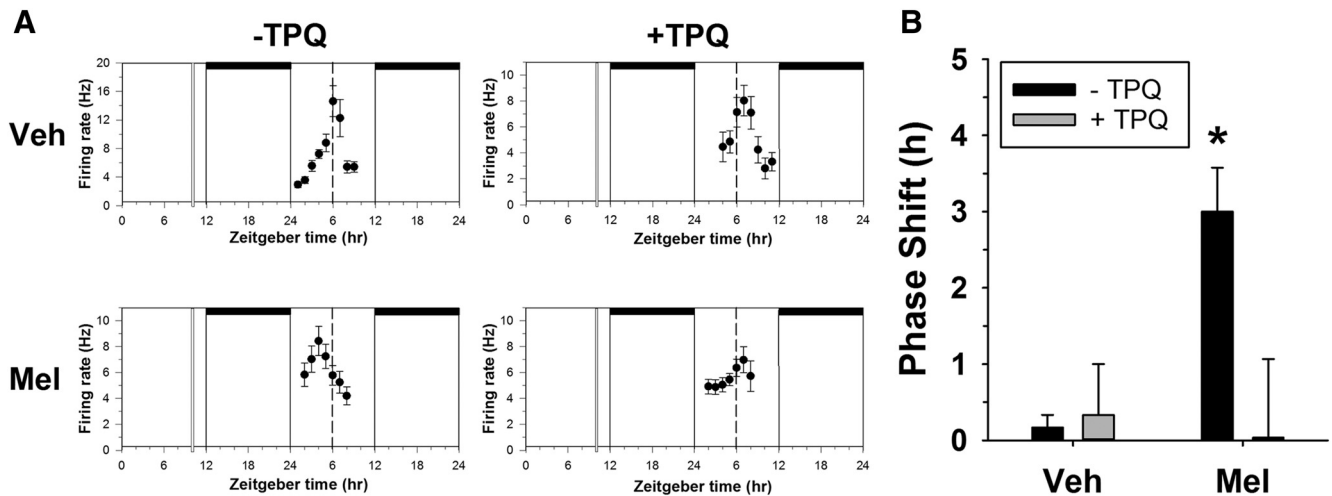 A
-TPQ
+TPQ
B
Veh
Firing rate (Hz)
20
16
12
8
4
0
0 6 12 18 24 6 12 18 24
Zeitgeber time (hr)
Firing rate (Hz)
10
8
6
4
2
0
0 6 12 18 24 6 12 18 24
Zeitgeber time (hr)
Mel
Firing rate (Hz)
10
8
6
4
2
0
0 6 12 18 24 6 12 18 24
Zeitgeber time (hr)
Firing rate (Hz)
10
8
6
4
2
0
0 6 12 18 24 6 12 18 24
Zeitgeber time (hr)
Phase Shift (h)
5
4
3
2
1
0
- TPQ
+ TPQ
*
Veh Mel